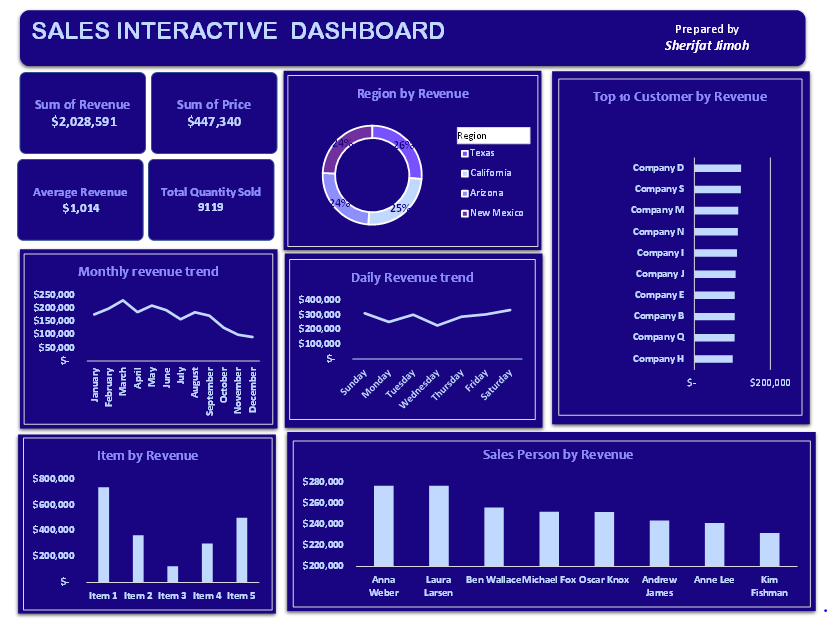 SALES INTERACTIVE DASHBOARD
Prepared by
Sherifat Jimoh
Sum of Revenue
$2,028,591
Sum of Price
$447,340
Average Revenue
$1,014
Total Quantity Sold
9119
Region by Revenue
24%
26%
24%
25%
Region
Texas
California
Arizona
New Mexico
Top 10 Customer by Revenue
Company D
Company S
Company M
Company N
Company I
Company J
Company E
Company B
Company Q
Company H
$-
$200,000
Monthly revenue trend
$250,000
$200,000
$150,000
$100,000
$50,000
$-
January
February
March
April
May
June
July
August
September
October
November
December
Daily Revenue trend
$400,000
$300,000
$200,000
$100,000
$-
Sunday
Monday
Tuesday
Wednesday
Thursday
Friday
Saturday
Item by Revenue
$800,000
$600,000
$400,000
$200,000
$-
Item 1 Item 2 Item 3 Item 4 Item 5
Sales Person by Revenue
$280,000
$260,000
$240,000
$220,000
$200,000
Anna Weber
Laura Larsen
Ben Wallace
Michael Fox
Oscar Knox
Andrew James
Anne Lee
Kim Fishman